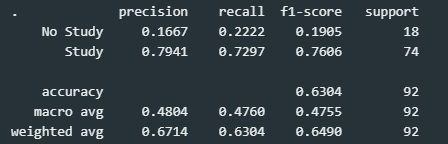 . precision recall f1-score support
No Study 0.1667 0.2222 0.1905 18
Study 0.7941 0.7297 0.7606 74
accuracy 0.6304 92
macro avg 0.4804 0.4760 0.4755 92
weighted avg 0.6714 0.6304 0.6490 92